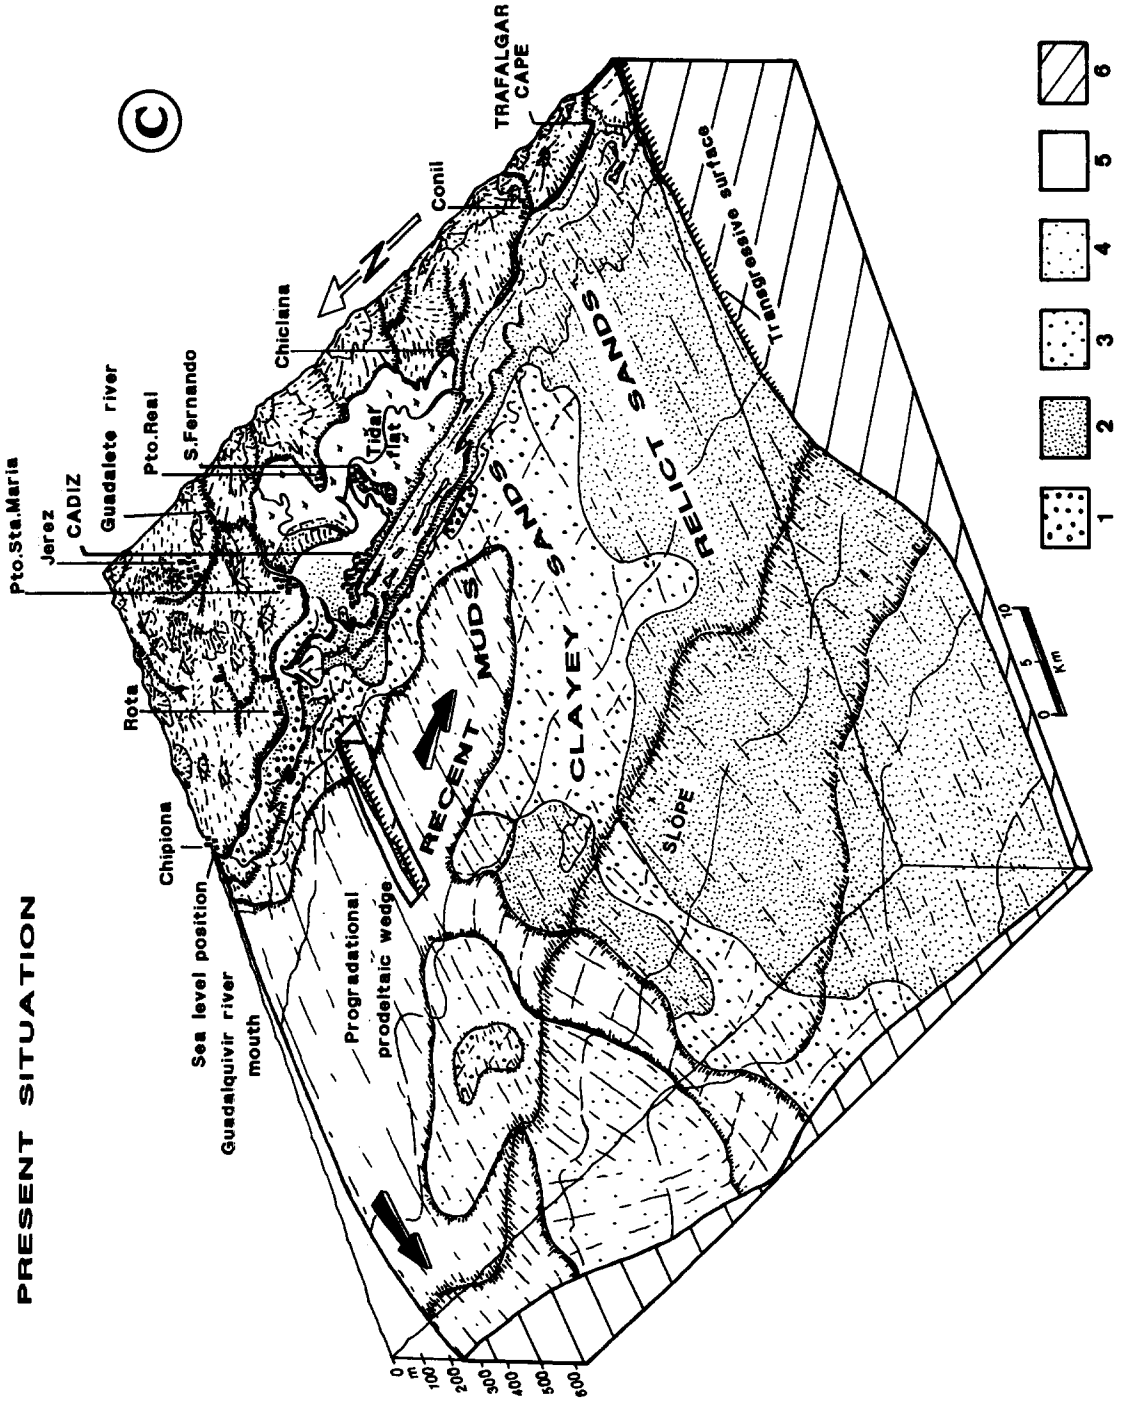 PRESENT SITUATION
C
Pto.Sta.Maria
Jerez
CADIZ
Guadalete river
Pto.Real
S.Fernando
Chiclana
N
Conil
TRAFALGAR
CAPE
Rota
Chipiona
Sea level position
Guadalquivir river
mouth
Tidar
flat
Progradational
prodeltaic wedge
RECENT MUDS
CLAYEY SANDS
RELICT SANDS
SLOPE
Transgressive surface
0
m
100
200
300
400
500
600
0 5 10
Km
1 2 3 4 5 6